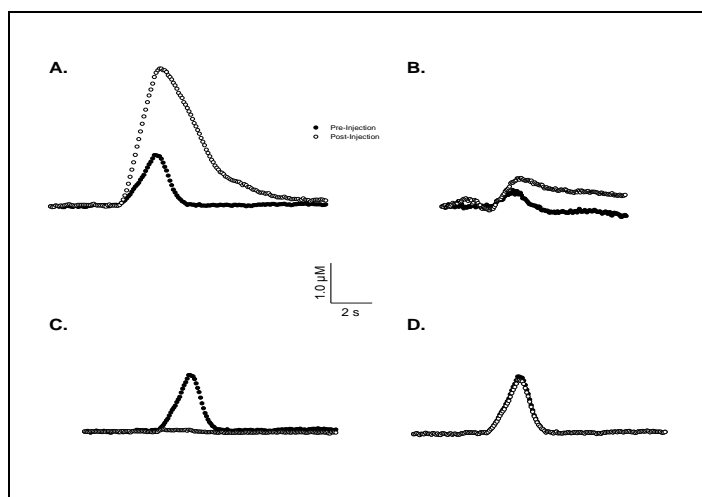 A.
B.
Pre-Injection
Post-Injection
1.0 µM
2 s
C.
D.